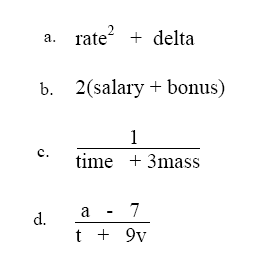 a. rate² + delta
b. 2(salary + bonus)
1
c.
time + 3mass
a - 7
d.
t + 9v